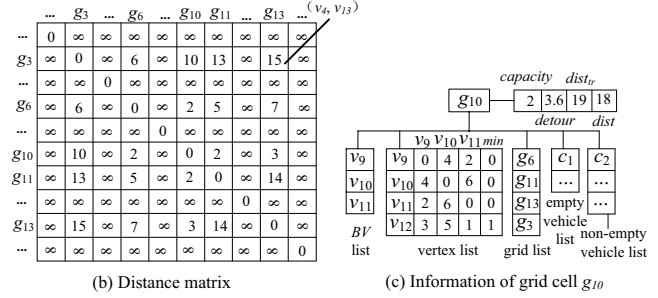 (v4, v13)
... g3 ... g6 ... g10 g11 ... g13 ...
... 0 ∞ ∞ ∞ ∞ ∞ ∞ ∞ ∞ ∞
g3 ∞ 0 ∞ 6 ∞ 10 13 ∞ 15 ∞
... ∞ ∞ 0 ∞ ∞ ∞ ∞ ∞ ∞ ∞
g6 ∞ 6 ∞ 0 ∞ 2 5 ∞ 7 ∞
... ∞ ∞ ∞ ∞ 0 ∞ ∞ ∞ ∞ ∞
g10 ∞ 10 ∞ 2 ∞ 0 2 ∞ 3 ∞
g11 ∞ 13 ∞ 5 ∞ 2 0 ∞ 14 ∞
... ∞ ∞ ∞ ∞ ∞ ∞ ∞ 0 ∞ ∞
g13 ∞ 15 ∞ 7 ∞ 3 14 ∞ 0 ∞
... ∞ ∞ ∞ ∞ ∞ ∞ ∞ ∞ ∞ 0
(b) Distance matrix
capacity dist_tr
g10 2 3.6 19 18
detour dist
v9 v10 v11 min
v9 v9 0 4 2 0 g6 c1 c2
v10 v10 4 0 6 0 g11 ... ...
v11 v11 2 6 0 0 g13 empty ...
v12 3 5 1 1 g3 vehicle
BV list non-empty
list vertex list grid list vehicle list
(c) Information of grid cell g10